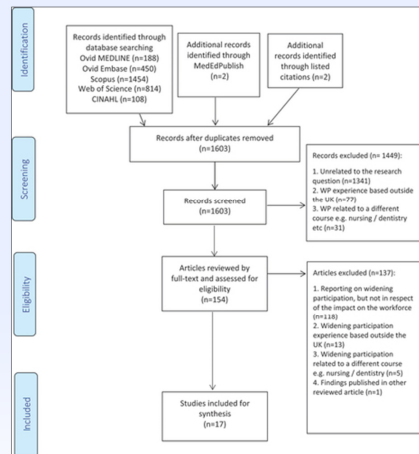 Identification
Records identified through
database searching
Ovid MEDLINE (n=188)
Ovid Embase (n=450)
Scopus (n=1454)
Web of Science (n=814)
CINAHL (n=108)
Additional records
identified through
MedEdPublish
(n=2)
Additional
records identified
through listed
citations (n=2)
Records after duplicates removed
(n=1603)
Screening
Records screened
(n=1603)
Records excluded (n= 1449):
1. Unrelated to the research
question (n=1341)
2. WP experience based outside
the UK (n=77)
3. WP related to a different
course e.g. nursing / dentistry
etc (n=31)
Eligibility
Articles reviewed by
full-text and assessed for
eligibility
(n=154)
Articles excluded (n=137):
1. Reporting on widening
participation, but not in respect
of the impact on the workforce
(n=118)
2. Widening participation
experience based outside the
UK (n=13)
3. Widening participation
related to a different course
e.g. nursing / dentistry (n=5)
4. Findings published in other
reviewed article (n=1)
Included
Studies included for
synthesis
(n=17)